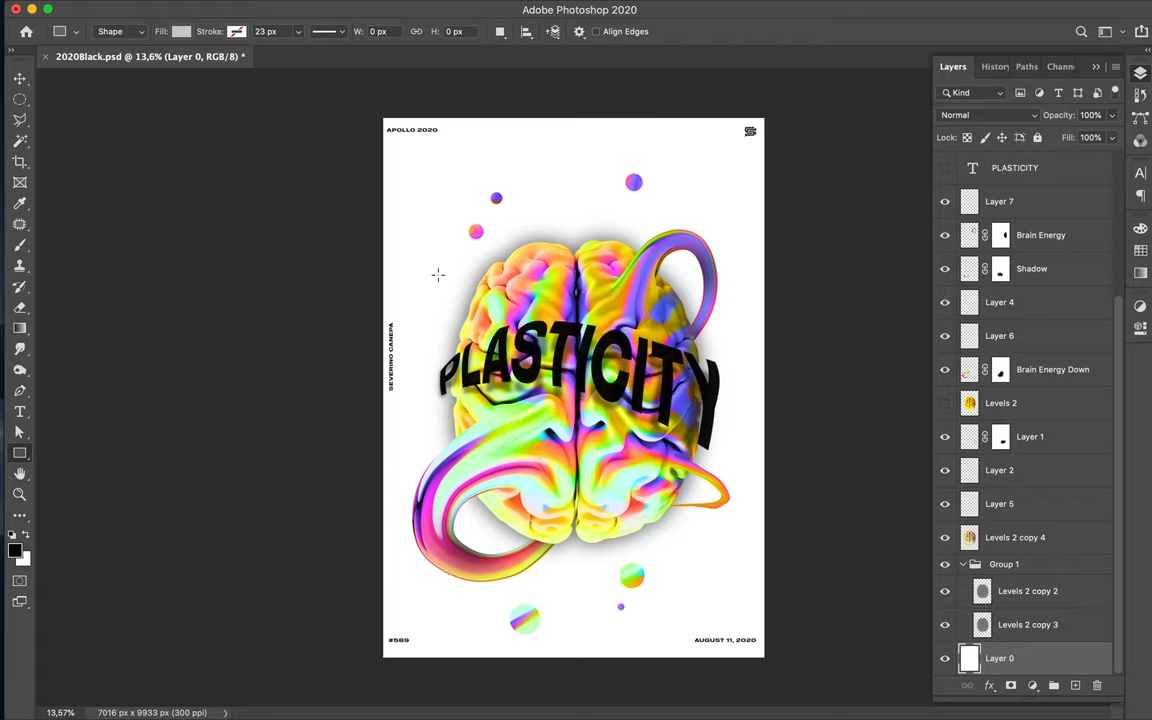 Adobe Photoshop 2020
Shape
Fill:
Stroke:
23 px
W: 0 px
H: 0 px
Align Edges
2020Black.psd @ 13,6% (Layer 0, RGB/8) *
Layers
History
Paths
Chann
Kind
Normal
Opacity: 100%
Lock:
Fill: 100%
PLASTICITY
Layer 7
Brain Energy
Shadow
Layer 4
Layer 6
Brain Energy Down
Levels 2
Layer 1
Layer 2
Layer 5
Levels 2 copy 4
Group 1
Levels 2 copy 2
Levels 2 copy 3
Layer 0
APOLLO 2020
SEVERINO CANEPA
PLASTICITY
#589
AUGUST 11, 2020
13,57%
7016 px x 9933 px (300 ppi)